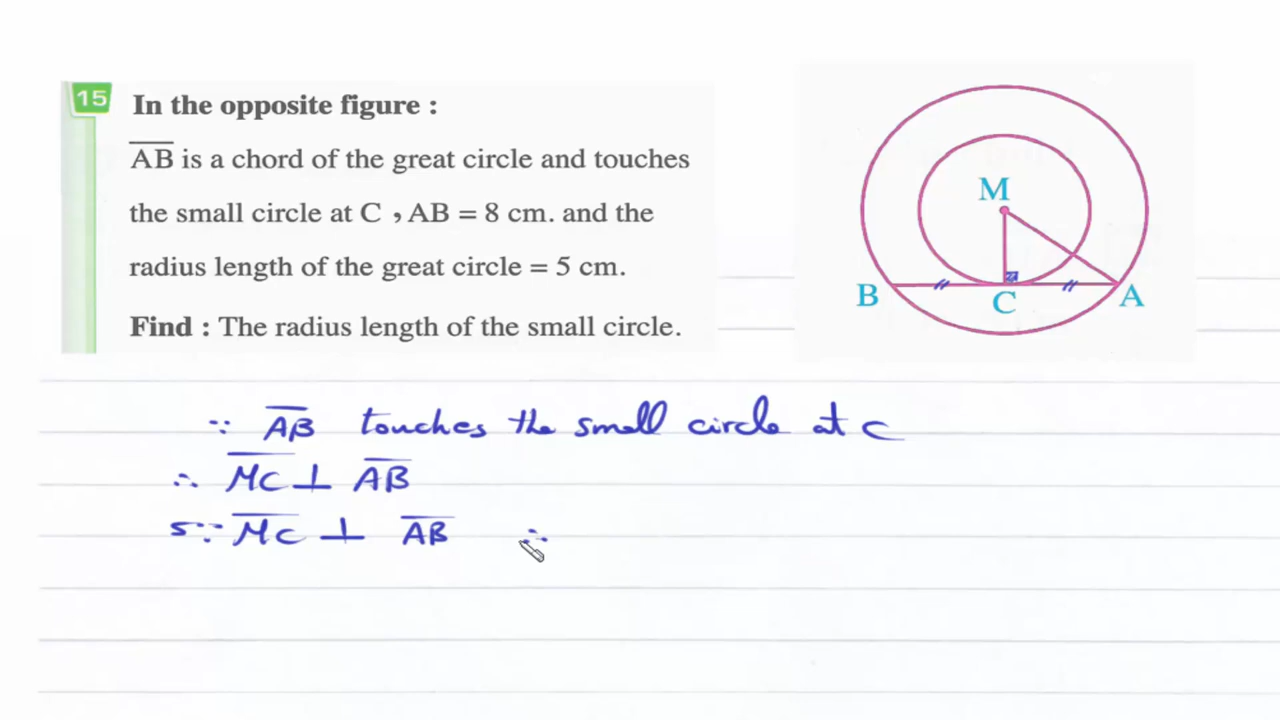 15 In the opposite figure :
AB is a chord of the great circle and touches
the small circle at C , AB = 8 cm. and the
radius length of the great circle = 5 cm.
Find : The radius length of the small circle.
M
B
C
A
∵ AB touches the small circle at C
∴ MC ⊥ AB
, ∵ MC ⊥ AB ∴